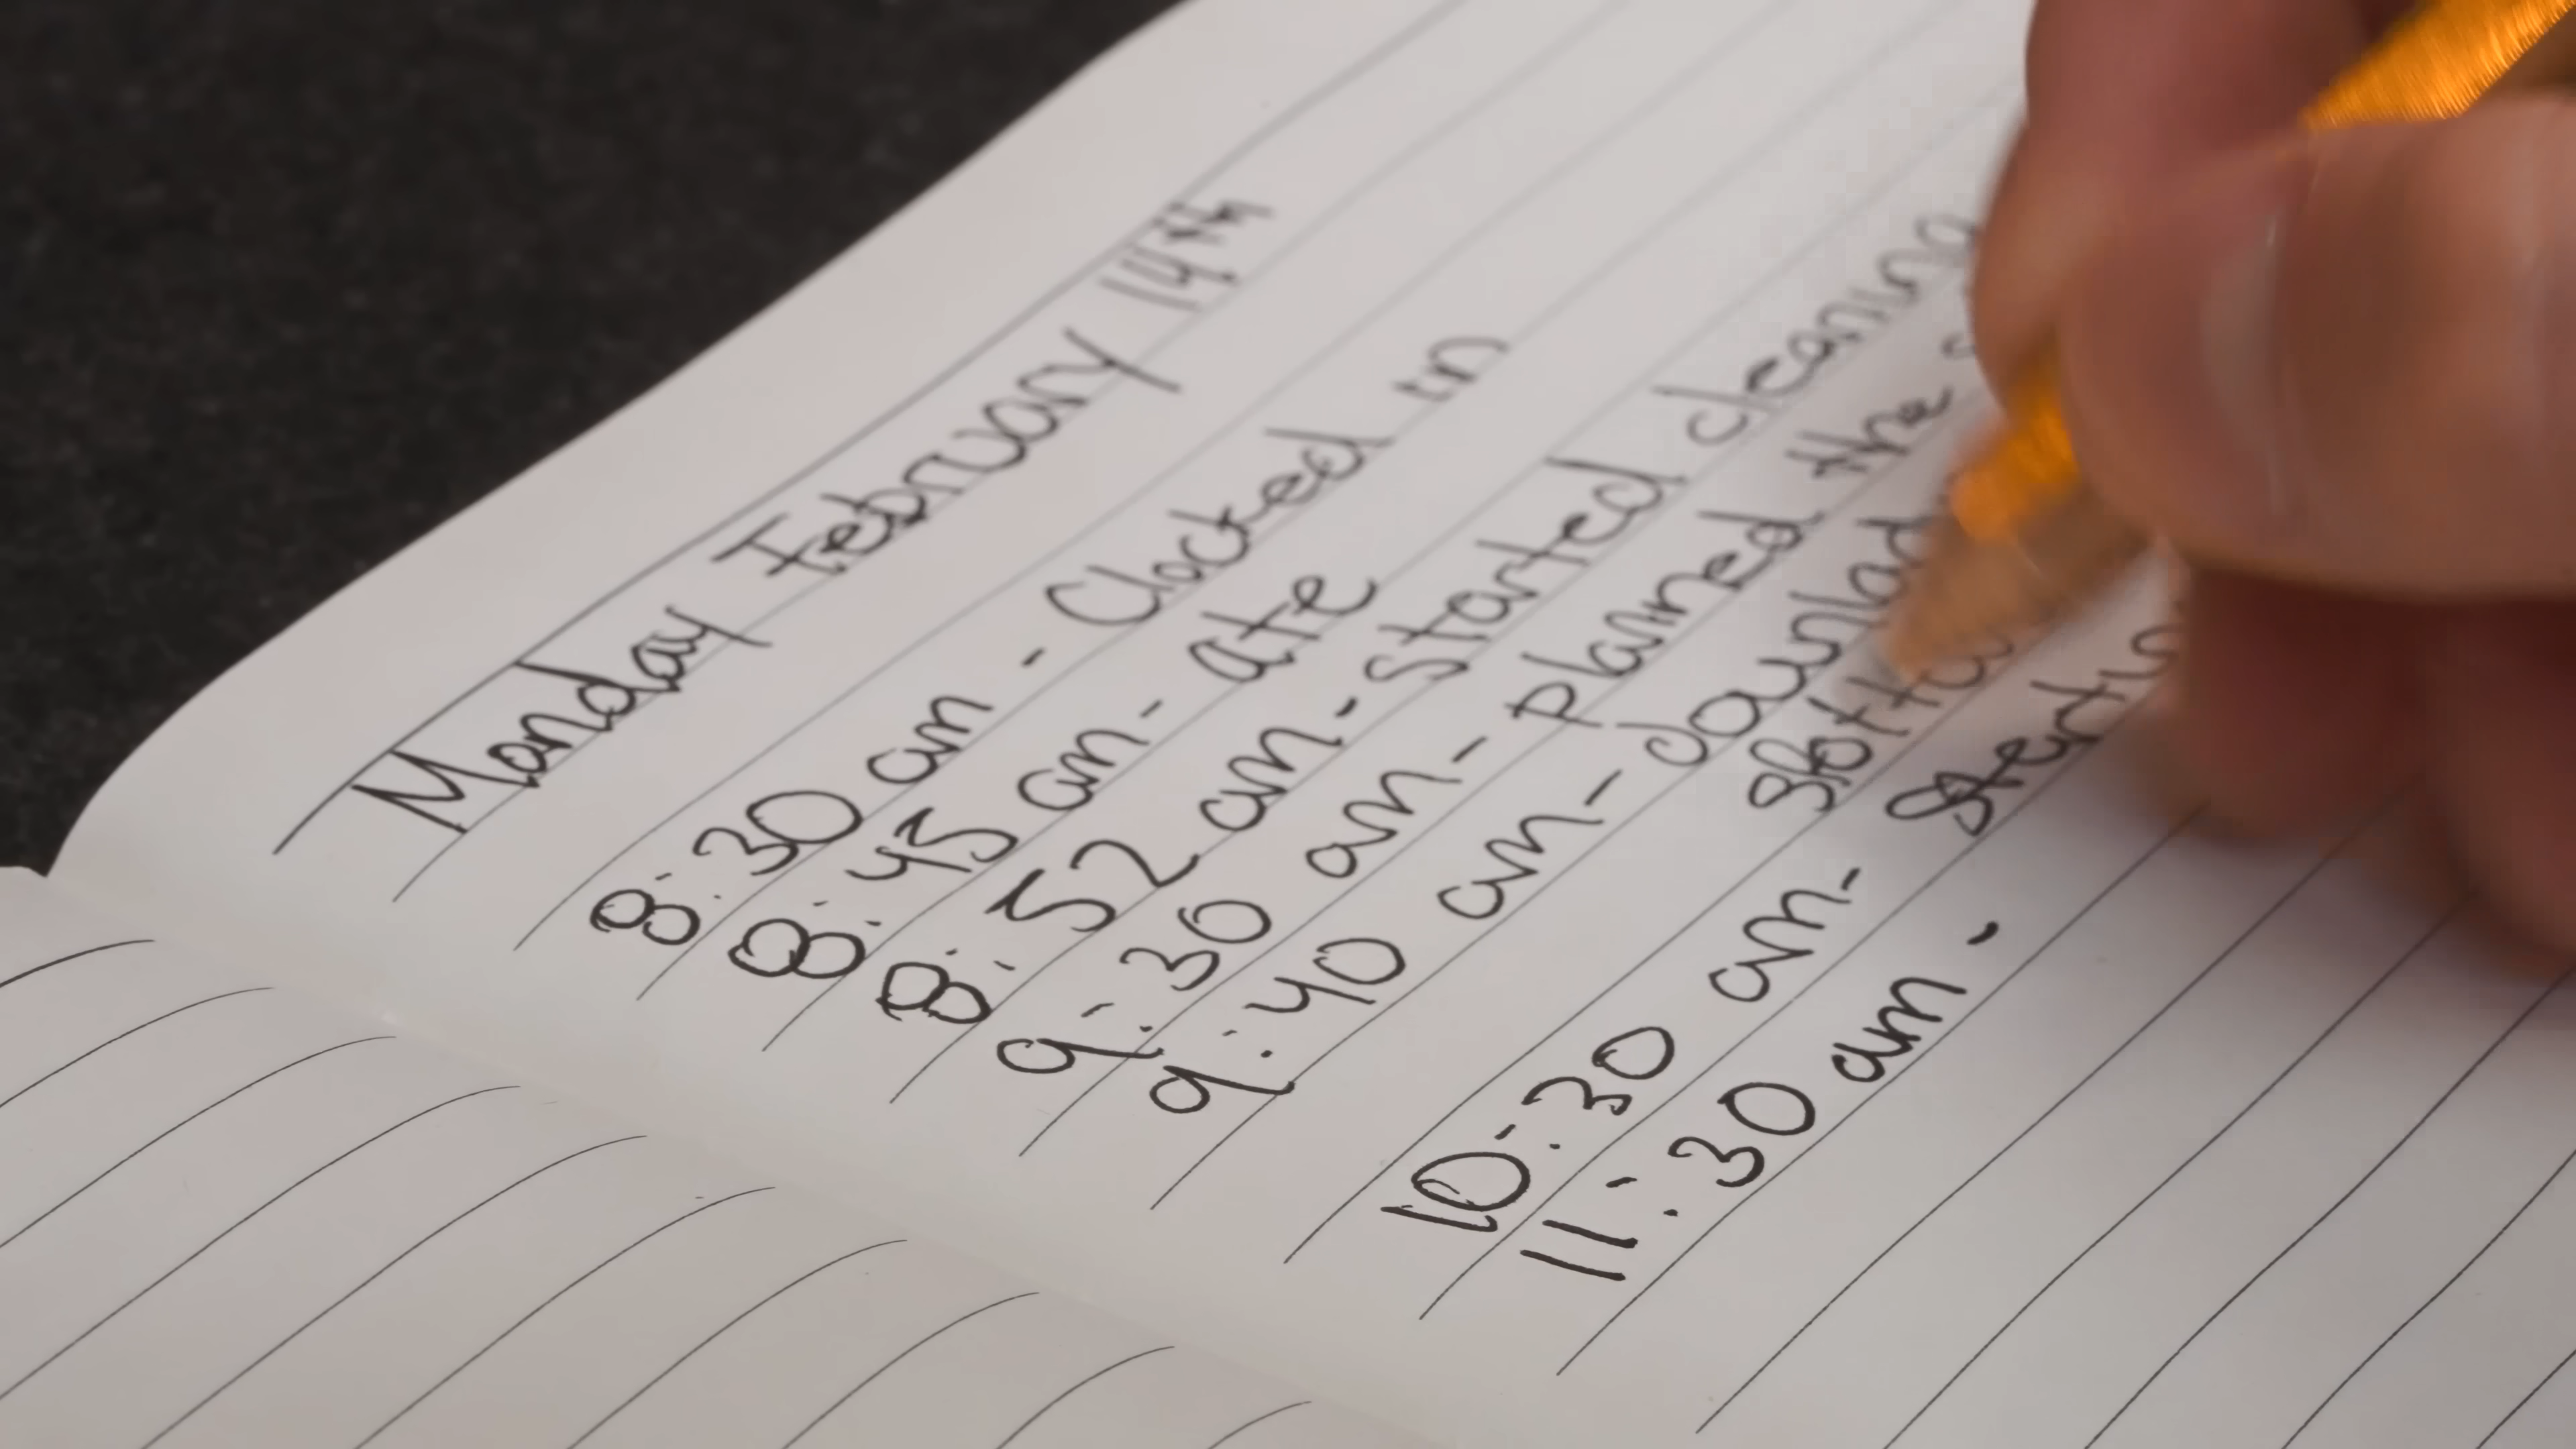 Monday February 14th
8:30 am - Clocked in
8:45 am - ate
8:52 am - started cleaning
9:30 am - planned the
9:40 am -
10:30 am -
11:30 am -